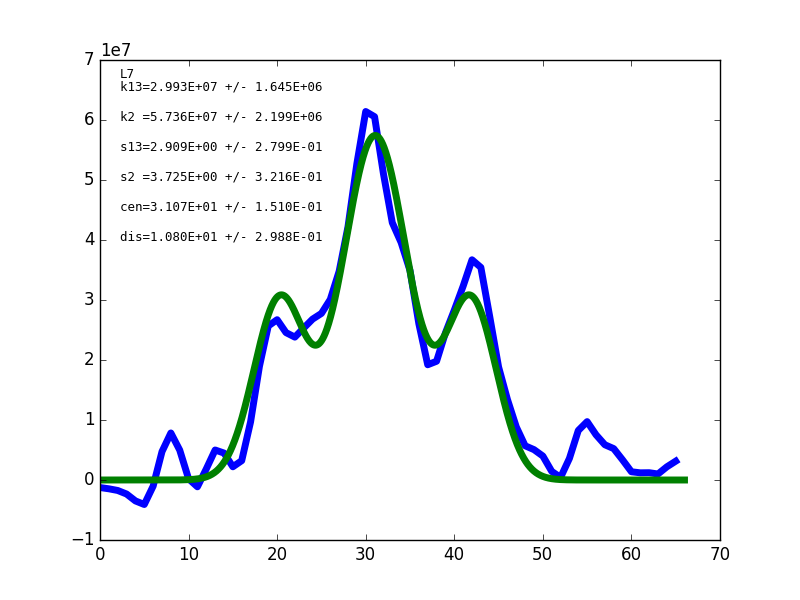 1e7
7
6
5
4
3
2
1
0
−1
L7
k13=2.993E+07 +/- 1.645E+06
k2 =5.736E+07 +/- 2.199E+06
s13=2.909E+00 +/- 2.799E-01
s2 =3.725E+00 +/- 3.216E-01
cen=3.107E+01 +/- 1.510E-01
dis=1.080E+01 +/- 2.988E-01
0 10 20 30 40 50 60 70